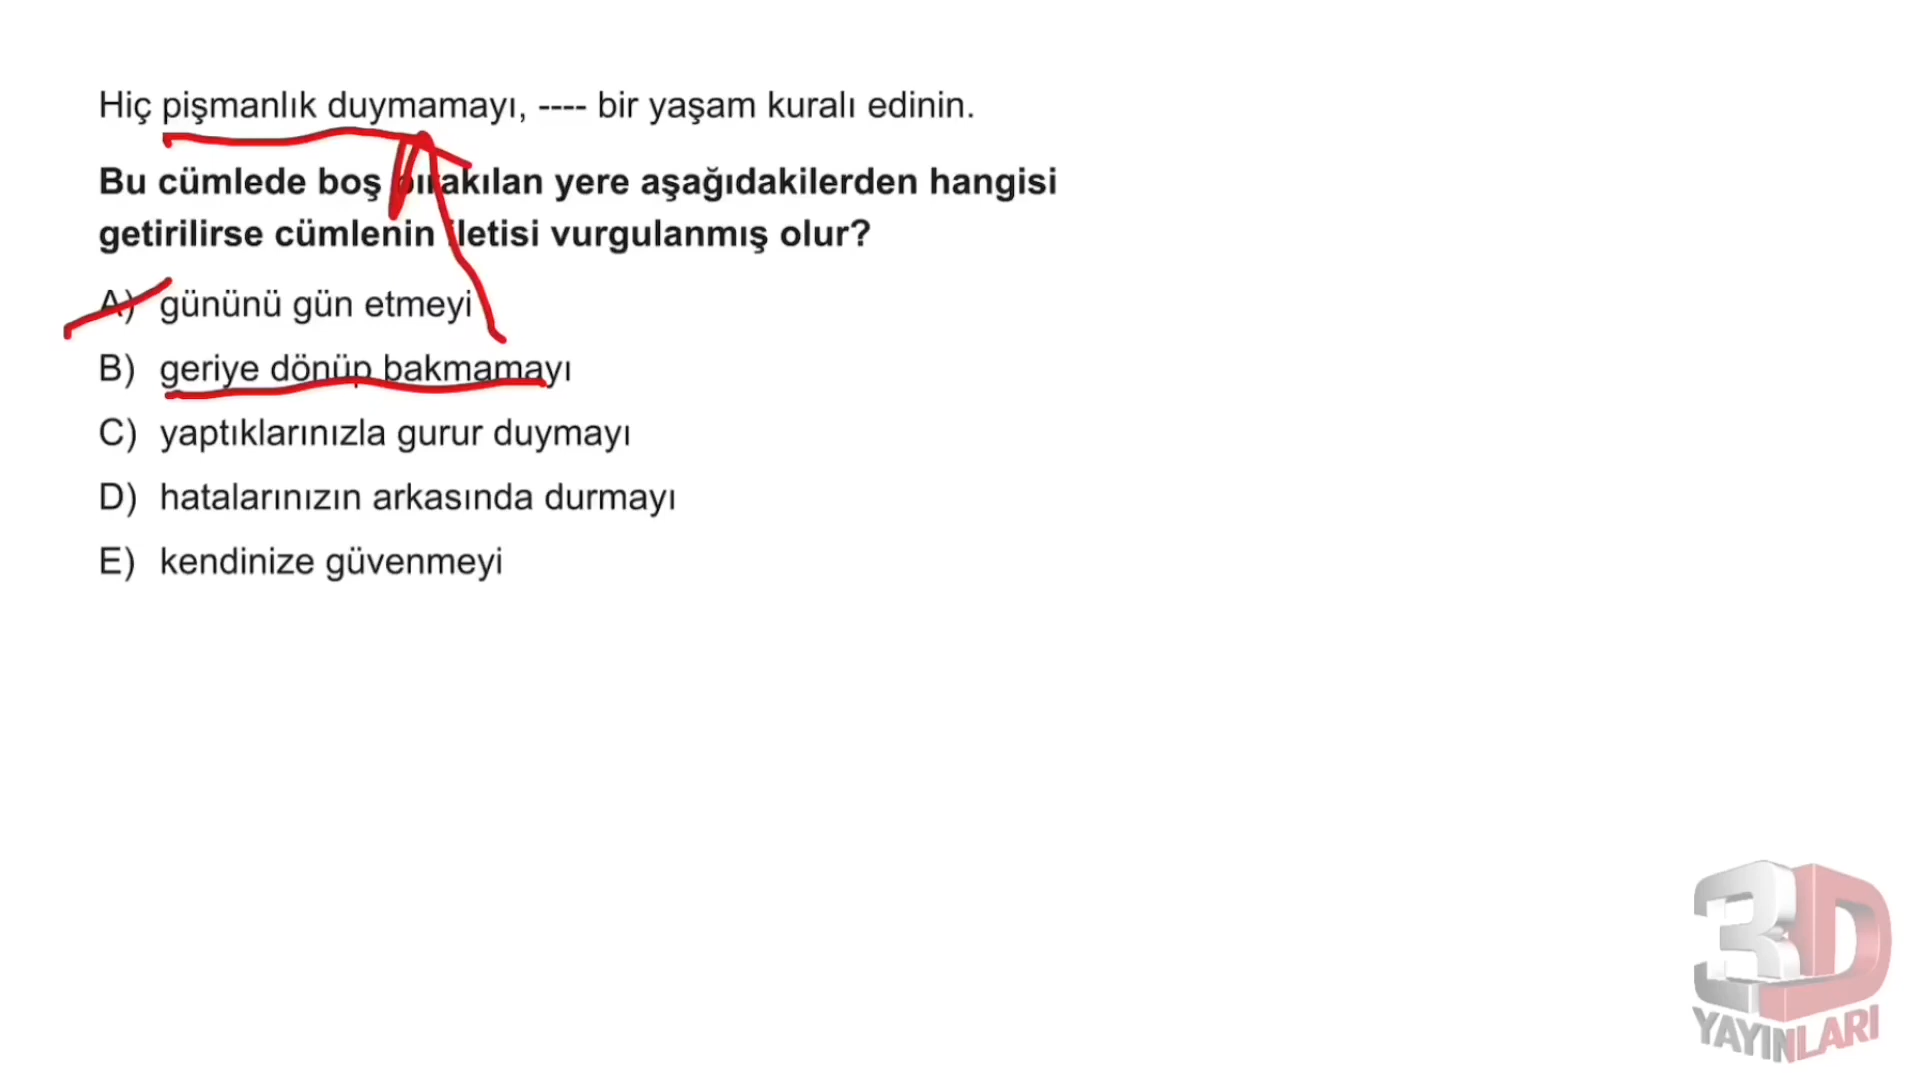 Hiç pişmanlık duymamayı, ---- bir yaşam kuralı edinin.
Bu cümlede boş bırakılan yere aşağıdakilerden hangisi
getirilirse cümlenin iletisi vurgulanmış olur?
A) gününü gün etmeyi
B) geriye dönüp bakmamayı
C) yaptıklarınızla gurur duymayı
D) hatalarınızın arkasında durmayı
E) kendinize güvenmeyi
3D
YAYINLARI